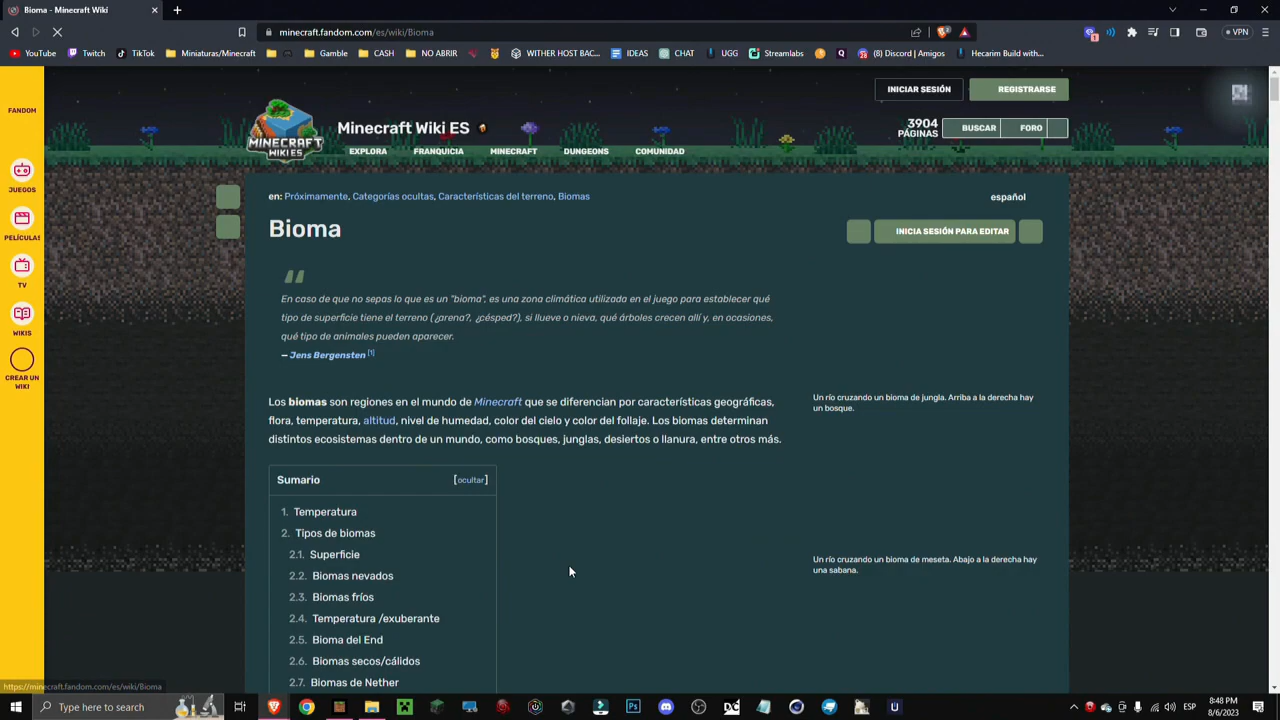 Bioma - Minecraft Wiki
minecraft.fandom.com/es/wiki/Bioma
VPN
YouTube
Twitch
TikTok
Miniaturas/Minecraft
Gamble
CASH
NO ABRIR
WITHER HOST BAC...
IDEAS
CHAT
UGG
Streamlabs
(8) Discord | Amigos
Hecarim Build with...
FANDOM
JUEGOS
PELÍCULAS
TV
WIKIS
CREAR UN
WIKI
INICIAR SESIÓN
REGISTRARSE
MINECRAFT
WIKI ES
Minecraft Wiki ES
3904
PÁGINAS
BUSCAR
FORO
EXPLORA
FRANQUICIA
MINECRAFT
DUNGEONS
COMUNIDAD
en: Próximamente, Categorías ocultas, Características del terreno, Biomas
español
Bioma
INICIA SESIÓN PARA EDITAR
En caso de que no sepas lo que es un "bioma", es una zona climática utilizada en el juego para establecer qué
tipo de superficie tiene el terreno (¿arena?, ¿césped?), si llueve o nieva, qué árboles crecen allí y, en ocasiones,
qué tipo de animales pueden aparecer.
— Jens Bergensten [1]
Los biomas son regiones en el mundo de Minecraft que se diferencian por características geográficas,
flora, temperatura, altitud, nivel de humedad, color del cielo y color del follaje. Los biomas determinan
distintos ecosistemas dentro de un mundo, como bosques, junglas, desiertos o llanura, entre otros más.
Un río cruzando un bioma de jungla. Arriba a la derecha hay
un bosque.
Sumario [ocultar]
1. Temperatura
2. Tipos de biomas
2.1. Superficie
2.2. Biomas nevados
2.3. Biomas fríos
2.4. Temperatura /exuberante
2.5. Bioma del End
2.6. Biomas secos/cálidos
2.7. Biomas de Nether
Un río cruzando un bioma de meseta. Abajo a la derecha hay
una sabana.
https://minecraft.fandom.com/es/wiki/Bioma
Type here to search
ESP
8:48 PM
8/6/2023